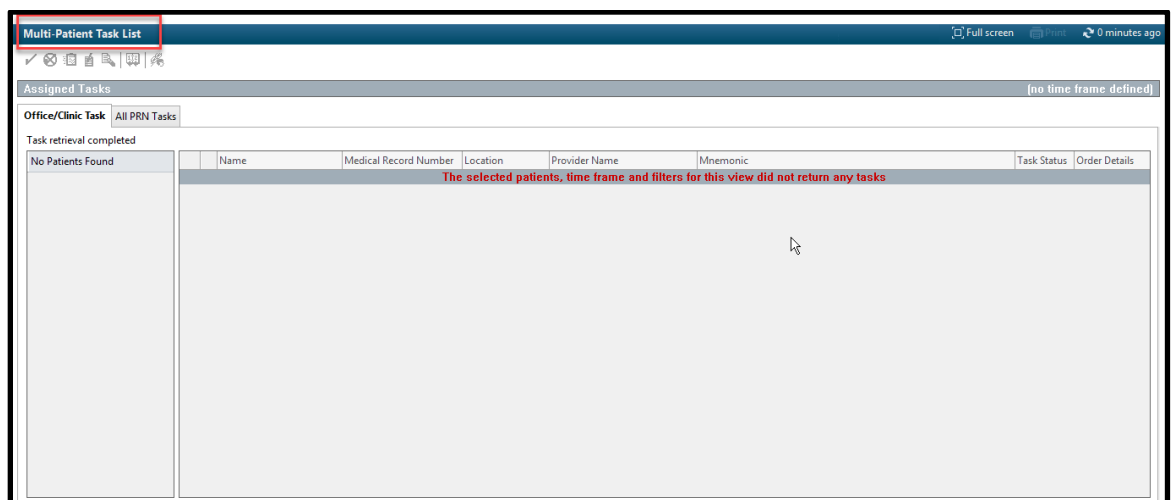 Multi-Patient Task List
Full screen Print 0 minutes ago
Assigned Tasks (no time frame defined)
Office/Clinic Task All PRN Tasks
Task retrieval completed
No Patients Found Name Medical Record Number Location Provider Name Mnemonic Task Status Order Details
The selected patients, time frame and filters for this view did not return any tasks